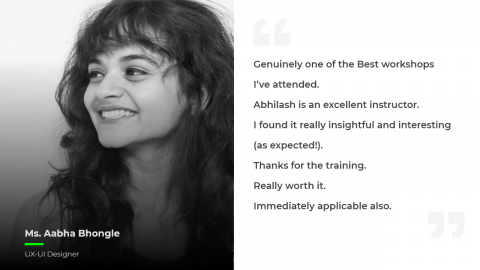 Genuinely one of the Best workshops
I've attended.
Abhilash is an excellent instructor.
I found it really insightful and interesting
(as expected!).
Thanks for the training.
Really worth it.
Immediately applicable also.
Ms. Aabha Bhongle
UX-UI Designer